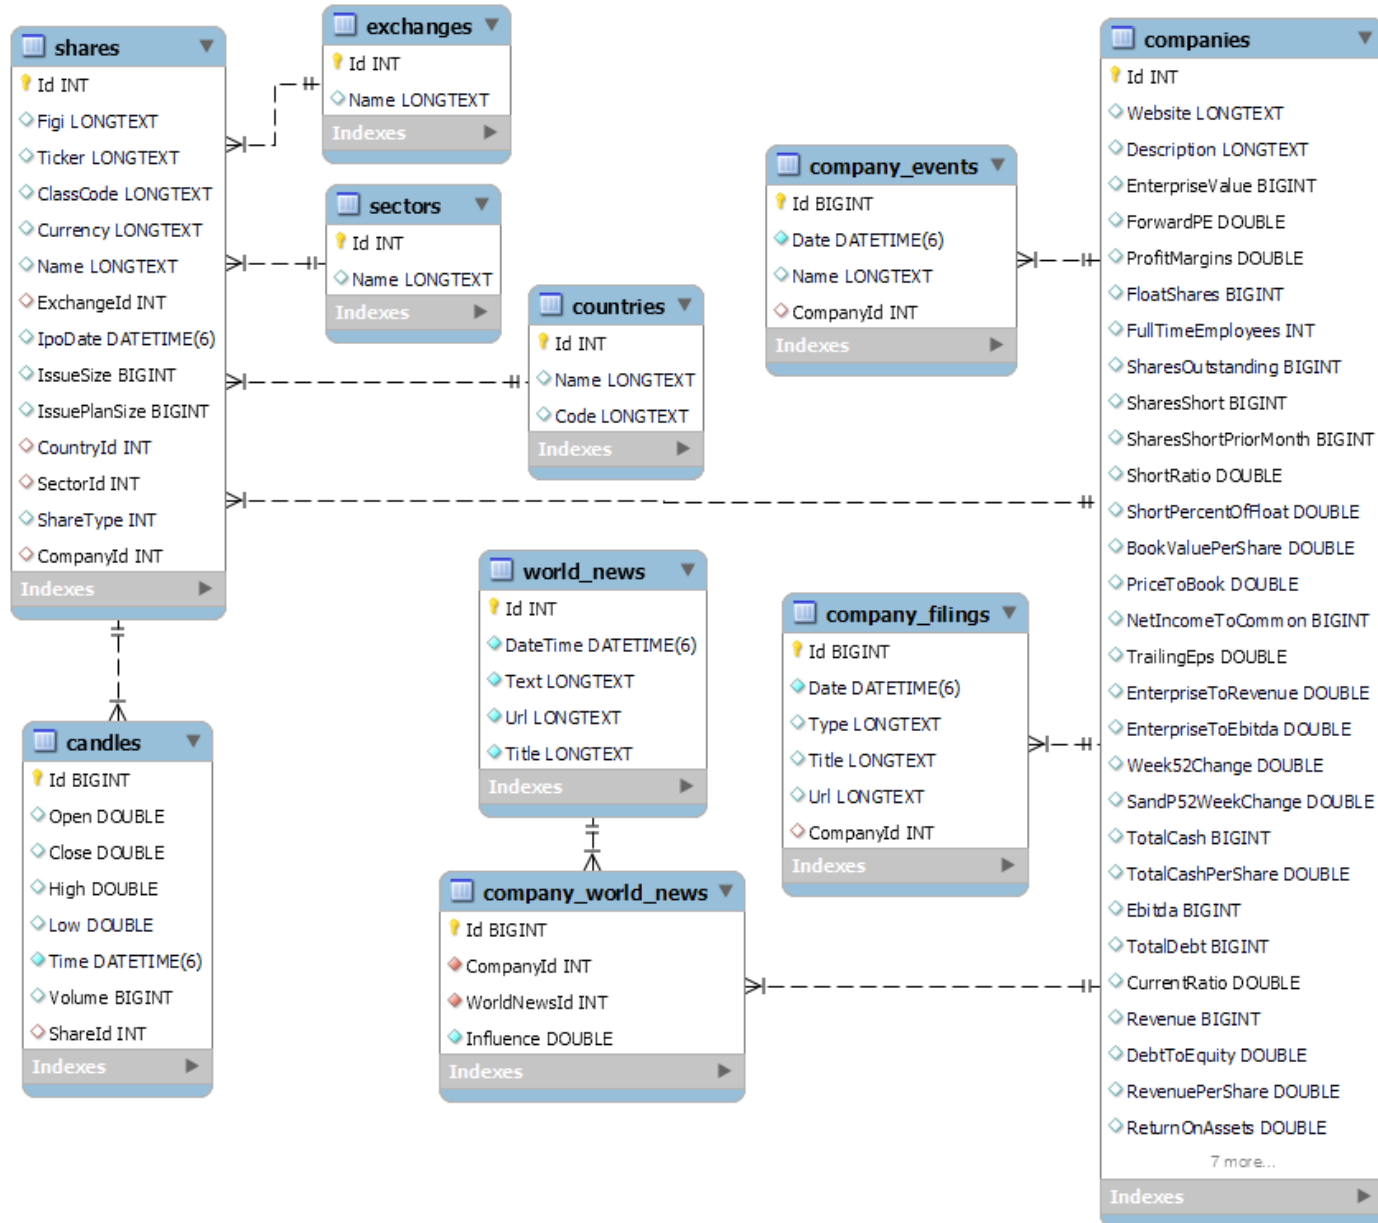 shares
Id INT
Figi LONGTEXT
Ticker LONGTEXT
ClassCode LONGTEXT
Currency LONGTEXT
Name LONGTEXT
ExchangeId INT
IpoDate DATETIME(6)
IssueSize BIGINT
IssuePlanSize BIGINT
CountryId INT
SectorId INT
ShareType INT
CompanyId INT
Indexes
exchanges
Id INT
Name LONGTEXT
Indexes
sectors
Id INT
Name LONGTEXT
Indexes
countries
Id INT
Name LONGTEXT
Code LONGTEXT
Indexes
company_events
Id BIGINT
Date DATETIME(6)
Name LONGTEXT
CompanyId INT
Indexes
candles
Id BIGINT
Open DOUBLE
Close DOUBLE
High DOUBLE
Low DOUBLE
Time DATETIME(6)
Volume BIGINT
ShareId INT
Indexes
world_news
Id INT
DateTime DATETIME(6)
Text LONGTEXT
Url LONGTEXT
Title LONGTEXT
Indexes
company_world_news
Id BIGINT
CompanyId INT
WorldNewsId INT
Influence DOUBLE
Indexes
company_filings
Id BIGINT
Date DATETIME(6)
Type LONGTEXT
Title LONGTEXT
Url LONGTEXT
CompanyId INT
Indexes
companies
Id INT
Website LONGTEXT
Description LONGTEXT
EnterpriseValue BIGINT
ForwardPE DOUBLE
ProfitMargins DOUBLE
FloatShares BIGINT
FullTimeEmployees INT
SharesOutstanding BIGINT
SharesShort BIGINT
SharesShortPriorMonth BIGINT
ShortRatio DOUBLE
ShortPercentOfFloat DOUBLE
BookValuePerShare DOUBLE
PriceToBook DOUBLE
NetIncomeToCommon BIGINT
TrailingEps DOUBLE
EnterpriseToRevenue DOUBLE
EnterpriseToEbitda DOUBLE
Week52Change DOUBLE
SandP52WeekChange DOUBLE
TotalCash BIGINT
TotalCashPerShare DOUBLE
Ebitda BIGINT
TotalDebt BIGINT
CurrentRatio DOUBLE
Revenue BIGINT
DebtToEquity DOUBLE
RevenuePerShare DOUBLE
ReturnOnAssets DOUBLE
7 more...
Indexes